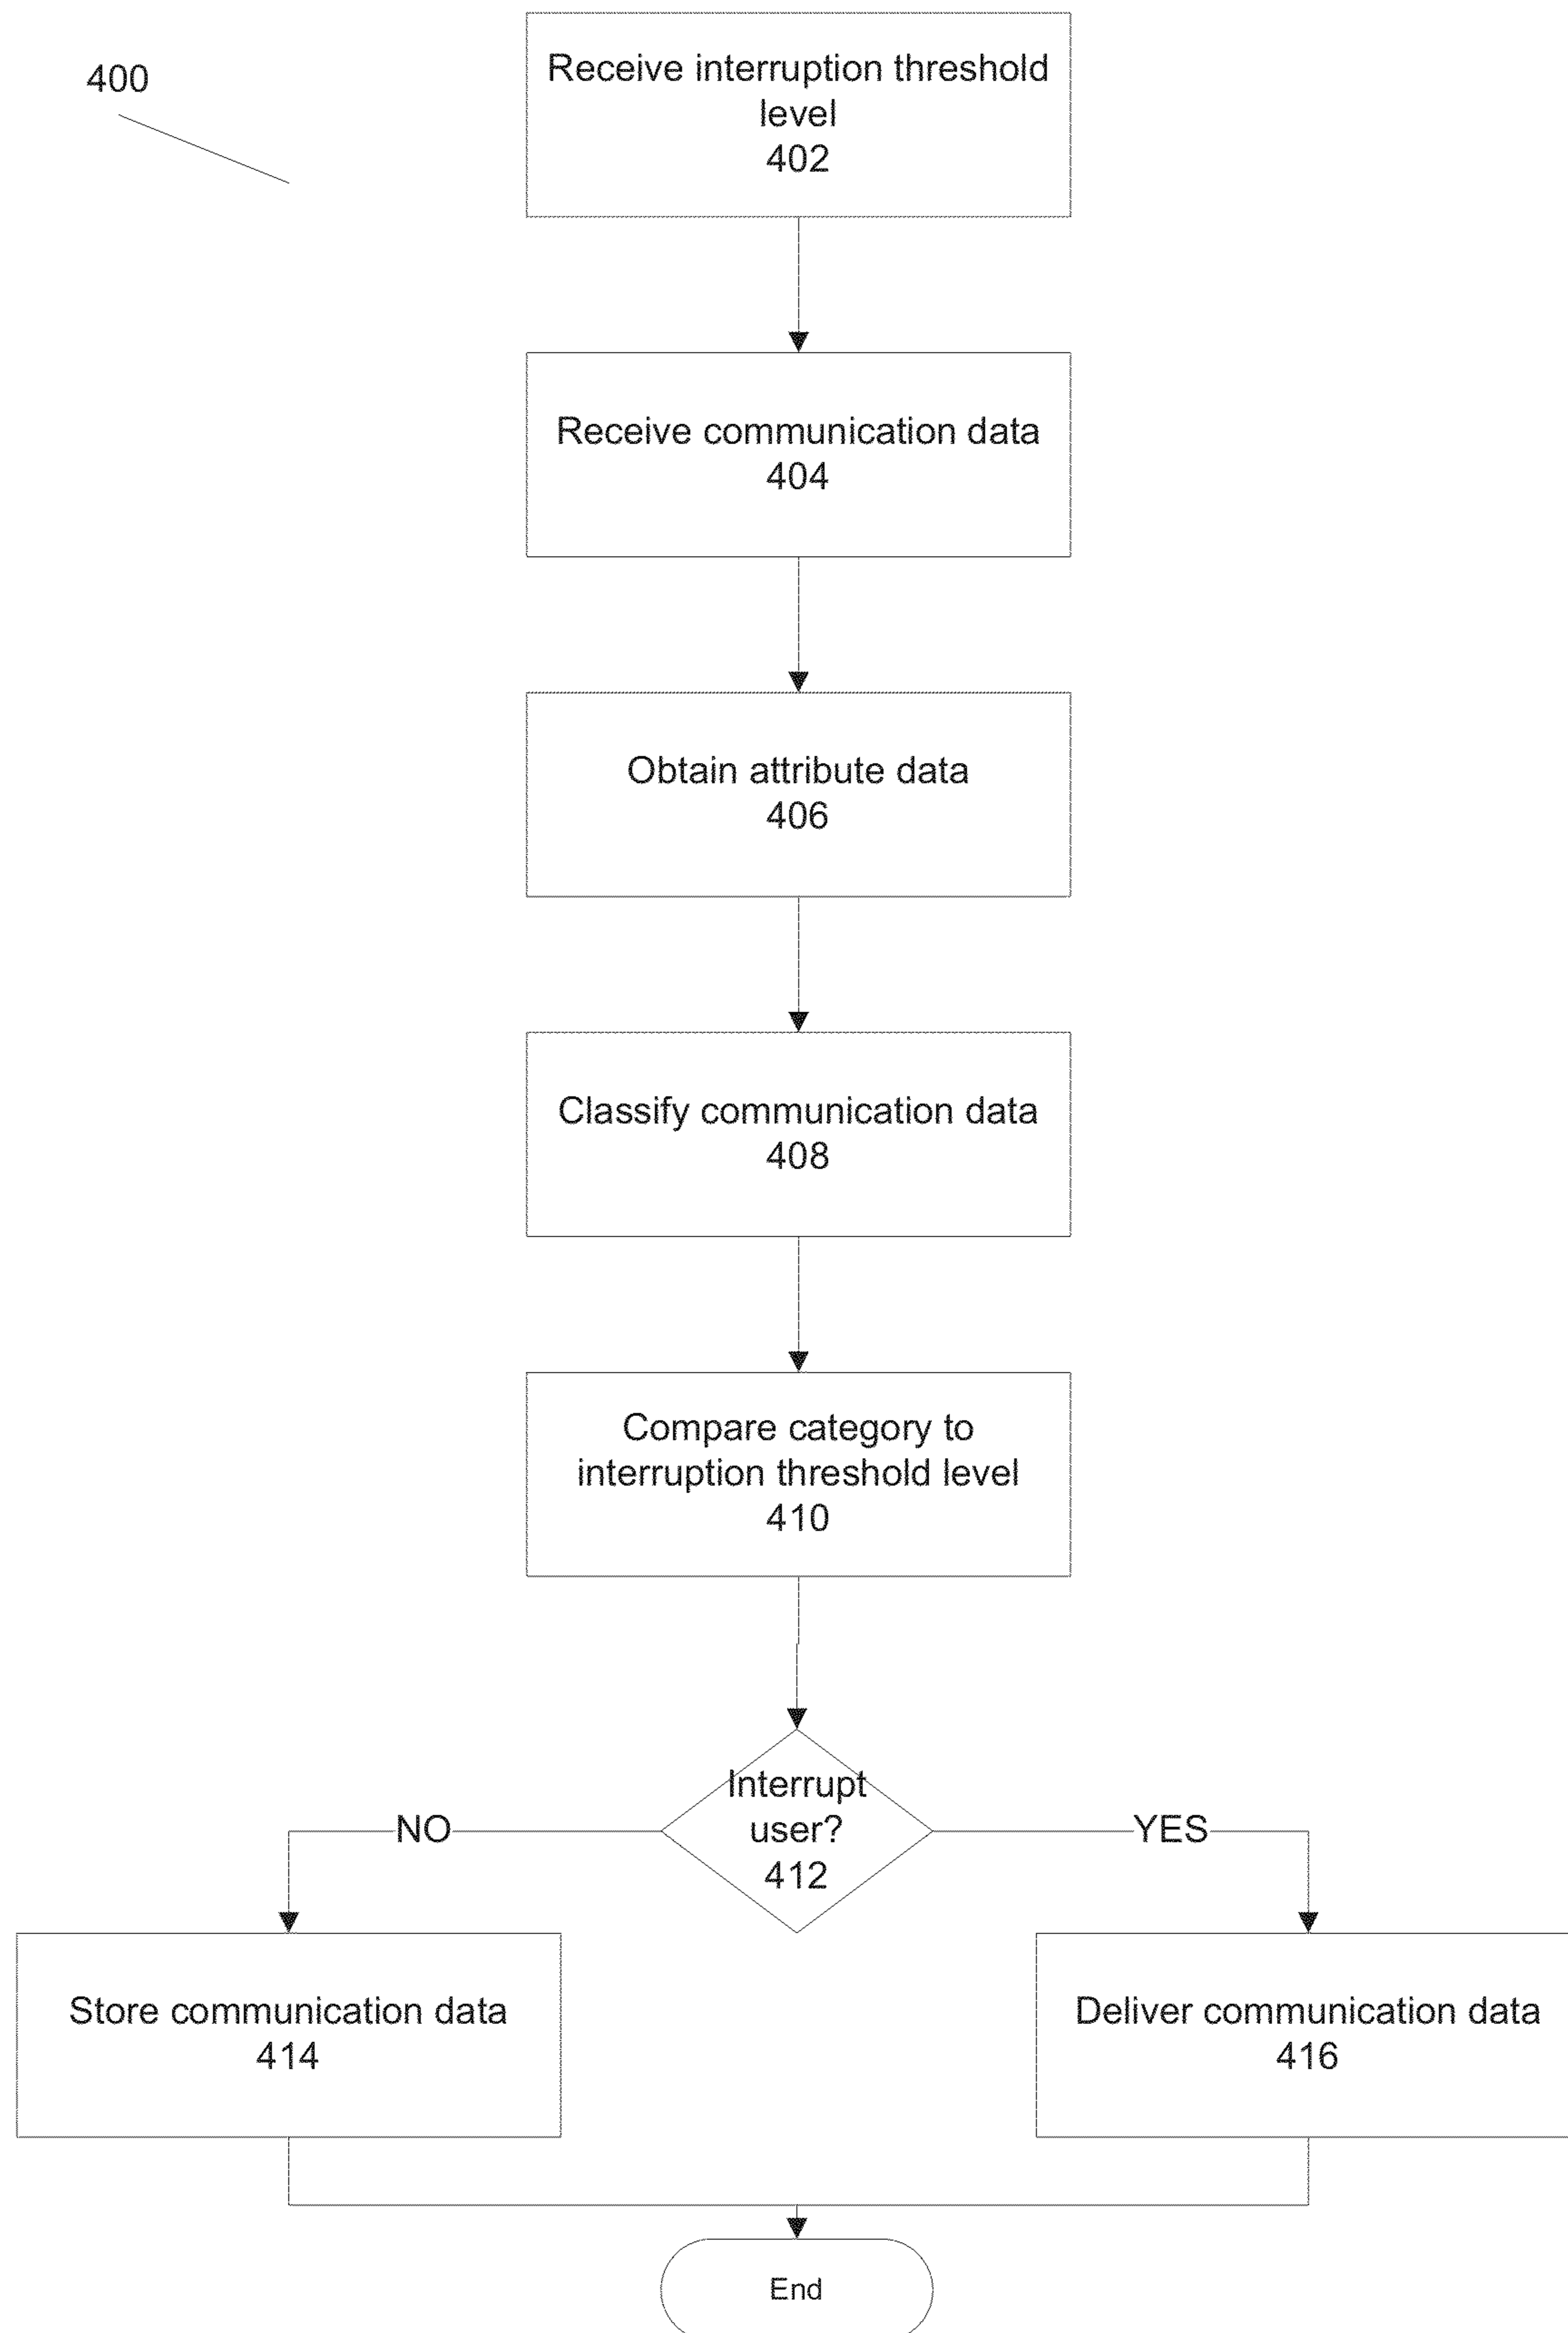 400
Receive interruption threshold
level
402
Receive communication data
404
Obtain attribute data
406
Classify communication data
408
Compare category to
interruption threshold level
410
Interrupt
user?
412
NO
YES
Store communication data
414
Deliver communication data
416
End